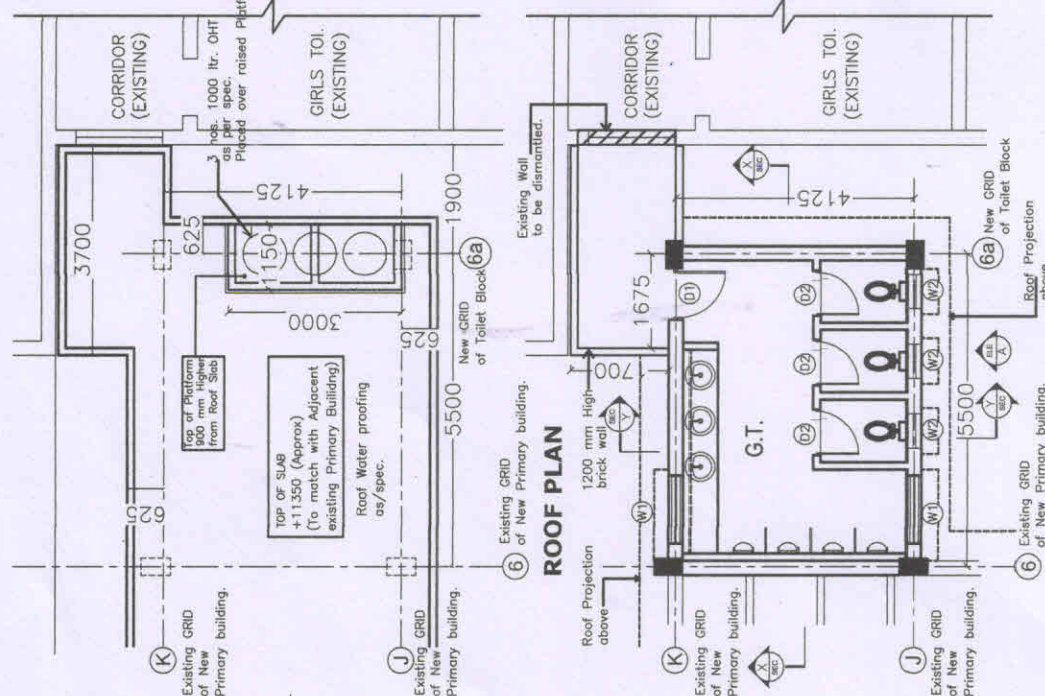 CORRIDOR
(EXISTING)
GIRLS TOI.
(EXISTING)
3 nos. 1000 ltr. OHT
as per spec.
Placed over raised
3700
4125
625
1150
3000
625
1900
6a
New GRID
of Toilet Block
Top of Platform
900 mm Higher
from Roof Slab
TOP OF SLAB
+11350 (Approx)
(To match with Adjacent
existing Primary Builidng)
Roof Water proofing
as/spec.
5500
625
6
Existing GRID
of New Primary building.
K
Existing GRID
of New
Primary building.
J
Existing GRID
of New
Primary building.
ROOF PLAN
Existing Wall
to be dismantled.
CORRIDOR
(EXISTING)
GIRLS TOI.
(EXISTING)
X
SEC
4125
1675
700
D1
1200 mm High
brick wall
Y
SEC
6a
New GRID
of Toilet Block
Roof Projection
above
D2
D2
D2
W2
W2
W2
G.T.
ELE
A
Y
SEC
5500
W1
W1
Roof Projection
above
6
Existing GRID
of New Primary building.
K
Existing GRID
of New
Primary building.
X
SEC
J
Existing GRID
of New
Primary building.